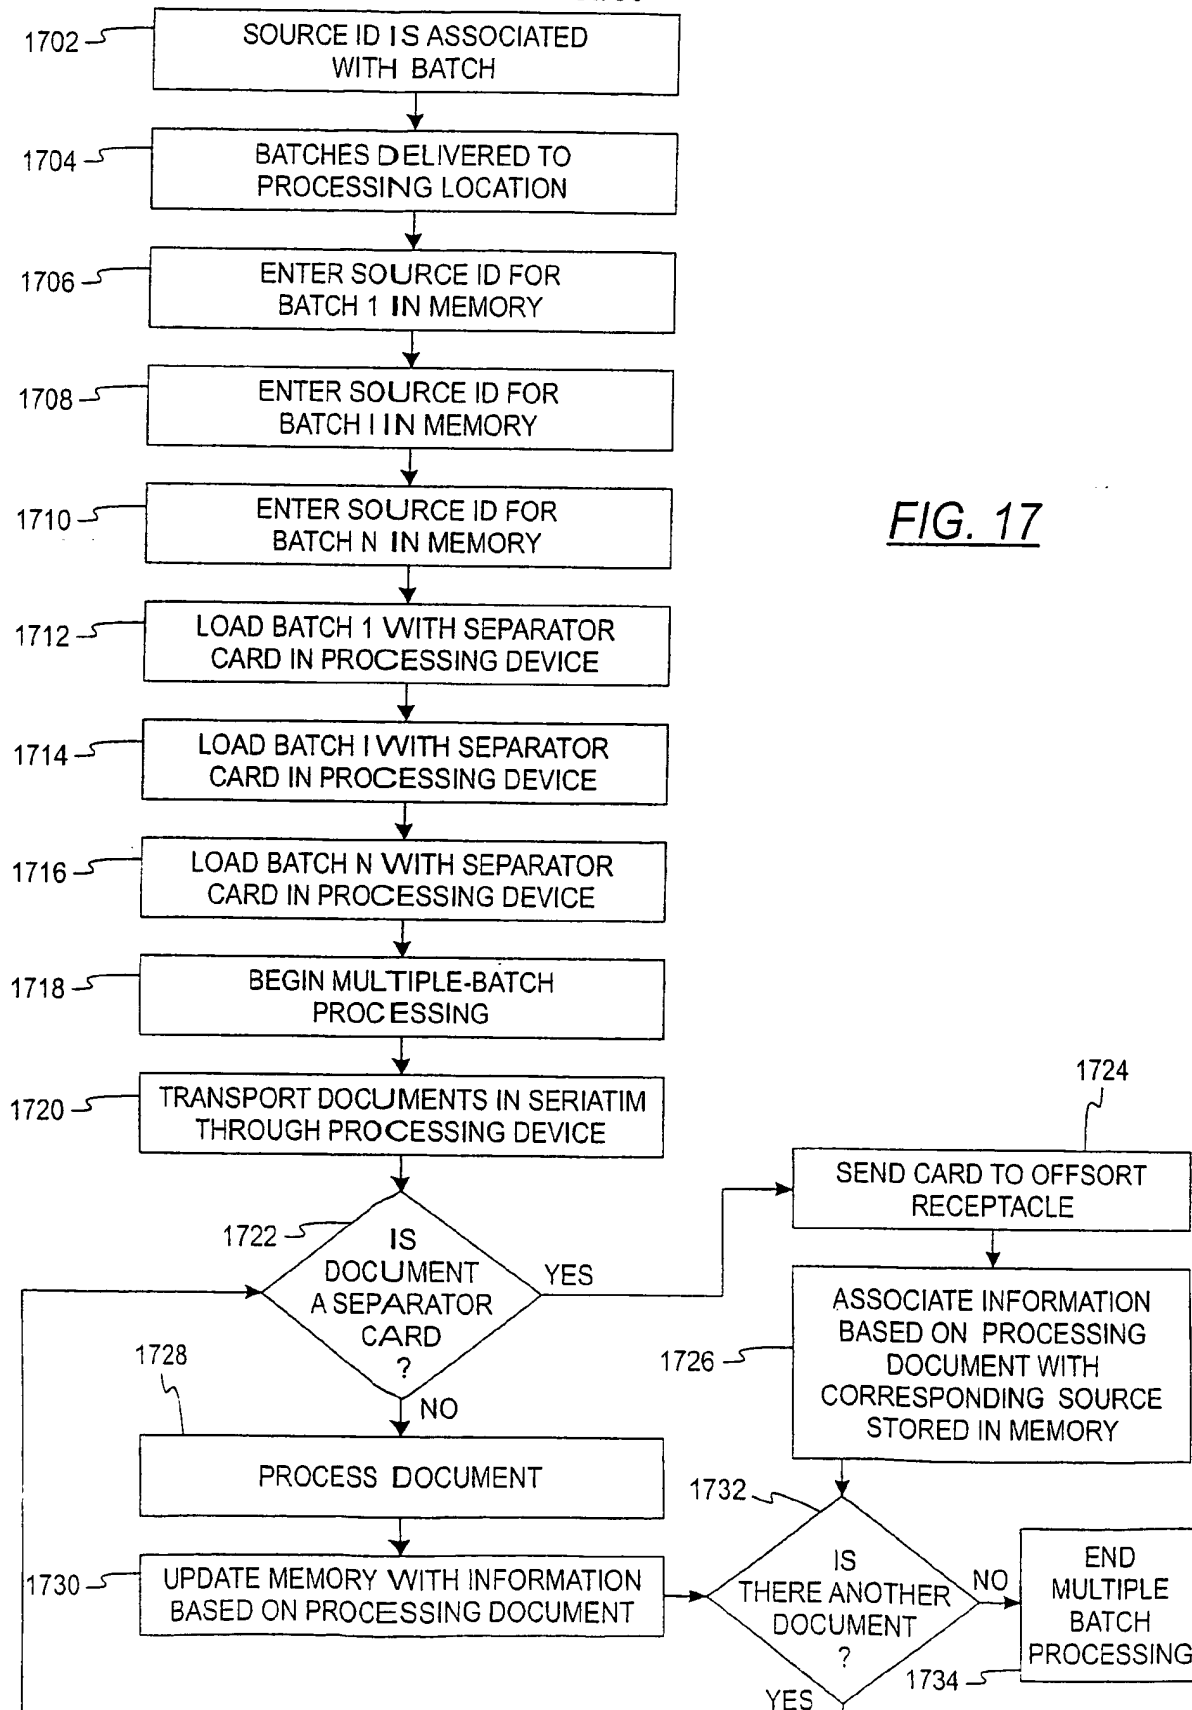 1702
SOURCE ID IS ASSOCIATED
WITH BATCH
1704
BATCHES DELIVERED TO
PROCESSING LOCATION
1706
ENTER SOURCE ID FOR
BATCH 1 IN MEMORY
1708
ENTER SOURCE ID FOR
BATCH I IN MEMORY
1710
ENTER SOURCE ID FOR
BATCH N IN MEMORY
FIG. 17
1712
LOAD BATCH 1 WITH SEPARATOR
CARD IN PROCESSING DEVICE
1714
LOAD BATCH I WITH SEPARATOR
CARD IN PROCESSING DEVICE
1716
LOAD BATCH N WITH SEPARATOR
CARD IN PROCESSING DEVICE
1718
BEGIN MULTIPLE-BATCH
PROCESSING
1720
TRANSPORT DOCUMENTS IN SERIATIM
THROUGH PROCESSING DEVICE
1722
IS
DOCUMENT
A SEPARATOR
CARD
?
YES
NO
1724
SEND CARD TO OFFSORT
RECEPTACLE
1726
ASSOCIATE INFORMATION
BASED ON PROCESSING
DOCUMENT WITH
CORRESPONDING SOURCE
STORED IN MEMORY
1728
PROCESS DOCUMENT
1730
UPDATE MEMORY WITH INFORMATION
BASED ON PROCESSING DOCUMENT
1732
IS
THERE ANOTHER
DOCUMENT
?
NO
YES
END
MULTIPLE
BATCH
PROCESSING
1734